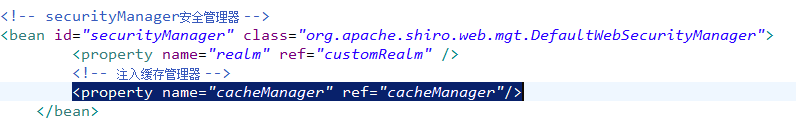 <!-- securityManager安全管理器 -->
<bean id="securityManager" class="org.apache.shiro.web.mgt.DefaultWebSecurityManager">
<property name="realm" ref="customRealm" />
<!-- 注入缓存管理器 -->
<property name="cacheManager" ref="cacheManager"/>
</bean>